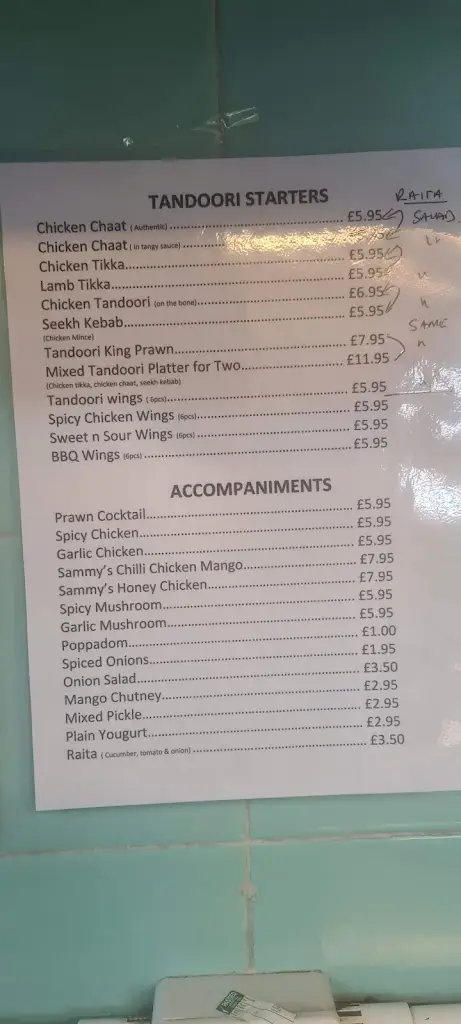 TANDOORI STARTERS
RAITA
Chicken Chaat (Authentic) ........ £5.95 SALAD
Chicken Chaat (in tangy sauce) ........
Chicken Tikka........ £5.95
Lamb Tikka........ £5.95
Chicken Tandoori (on the bone)........ £6.95
Seekh Kebab........ £5.95
(Chicken Mince) SAME
Tandoori King Prawn........ £7.95
Mixed Tandoori Platter for Two........ £11.95
(Chicken tikka, chicken chaat, seekh kebab)
Tandoori wings (6pcs)........ £5.95
Spicy Chicken Wings (6pcs)........ £5.95
Sweet n Sour Wings (6pcs) ........ £5.95
BBQ Wings (6pcs) ........ £5.95
ACCOMPANIMENTS
Prawn Cocktail........ £5.95
Spicy Chicken........ £5.95
Garlic Chicken........ £5.95
Sammy's Chilli Chicken Mango........ £7.95
Sammy's Honey Chicken........ £7.95
Spicy Mushroom........ £5.95
Garlic Mushroom........ £5.95
Poppadom........ £1.00
Spiced Onions........ £1.95
Onion Salad........ £3.50
Mango Chutney........ £2.95
Mixed Pickle........ £2.95
Plain Yougurt........ £2.95
Raita (Cucumber, tomato & onion) ........ £3.50